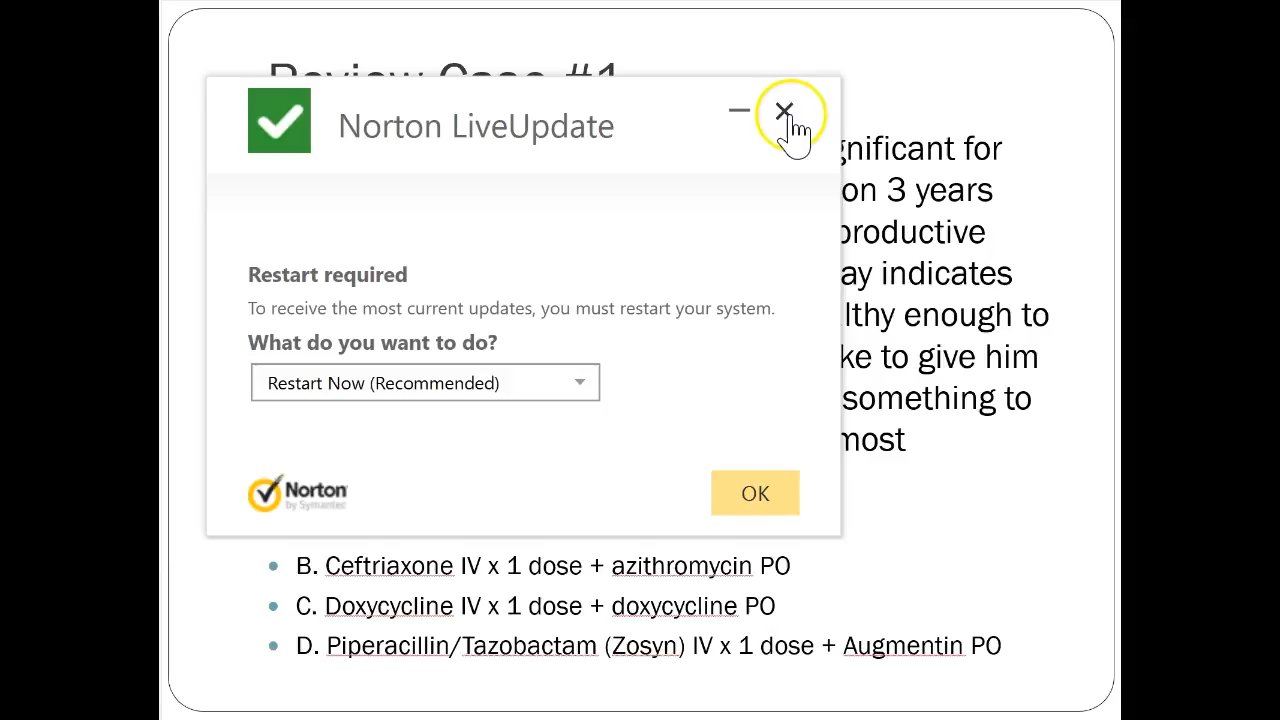 Review Case #1
Norton LiveUpdate
gnificant for
on 3 years
productive
Restart required
ay indicates
To receive the most current updates, you must restart your system.
lthy enough to
What do you want to do?
ke to give him
Restart Now (Recommended)
something to
most
Norton
by Symantec
OK
B. Ceftriaxone IV x 1 dose + azithromycin PO
C. Doxycycline IV x 1 dose + doxycycline PO
D. Piperacillin/Tazobactam (Zosyn) IV x 1 dose + Augmentin PO